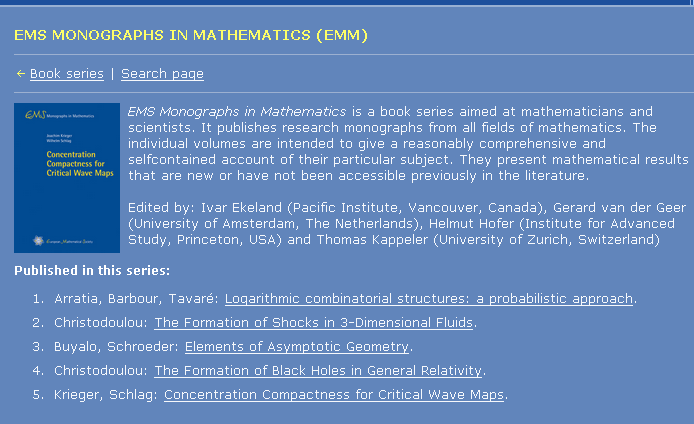 EMS MONOGRAPHS IN MATHEMATICS (EMM)
← Book series | Search page
EMS Monographs in Mathematics
Joachim Krieger
Wilhelm Schlag
Concentration
Compactness for
Critical Wave Maps
European Mathematical Society
EMS Monographs in Mathematics is a book series aimed at mathematicians and
scientists. It publishes research monographs from all fields of mathematics. The
individual volumes are intended to give a reasonably comprehensive and
selfcontained account of their particular subject. They present mathematical results
that are new or have not been accessible previously in the literature.
Edited by: Ivar Ekeland (Pacific Institute, Vancouver, Canada), Gerard van der Geer
(University of Amsterdam, The Netherlands), Helmut Hofer (Institute for Advanced
Study, Princeton, USA) and Thomas Kappeler (University of Zurich, Switzerland)
Published in this series:
1. Arratia, Barbour, Tavaré: Logarithmic combinatorial structures: a probabilistic approach.
2. Christodoulou: The Formation of Shocks in 3-Dimensional Fluids.
3. Buyalo, Schroeder: Elements of Asymptotic Geometry.
4. Christodoulou: The Formation of Black Holes in General Relativity.
5. Krieger, Schlag: Concentration Compactness for Critical Wave Maps.